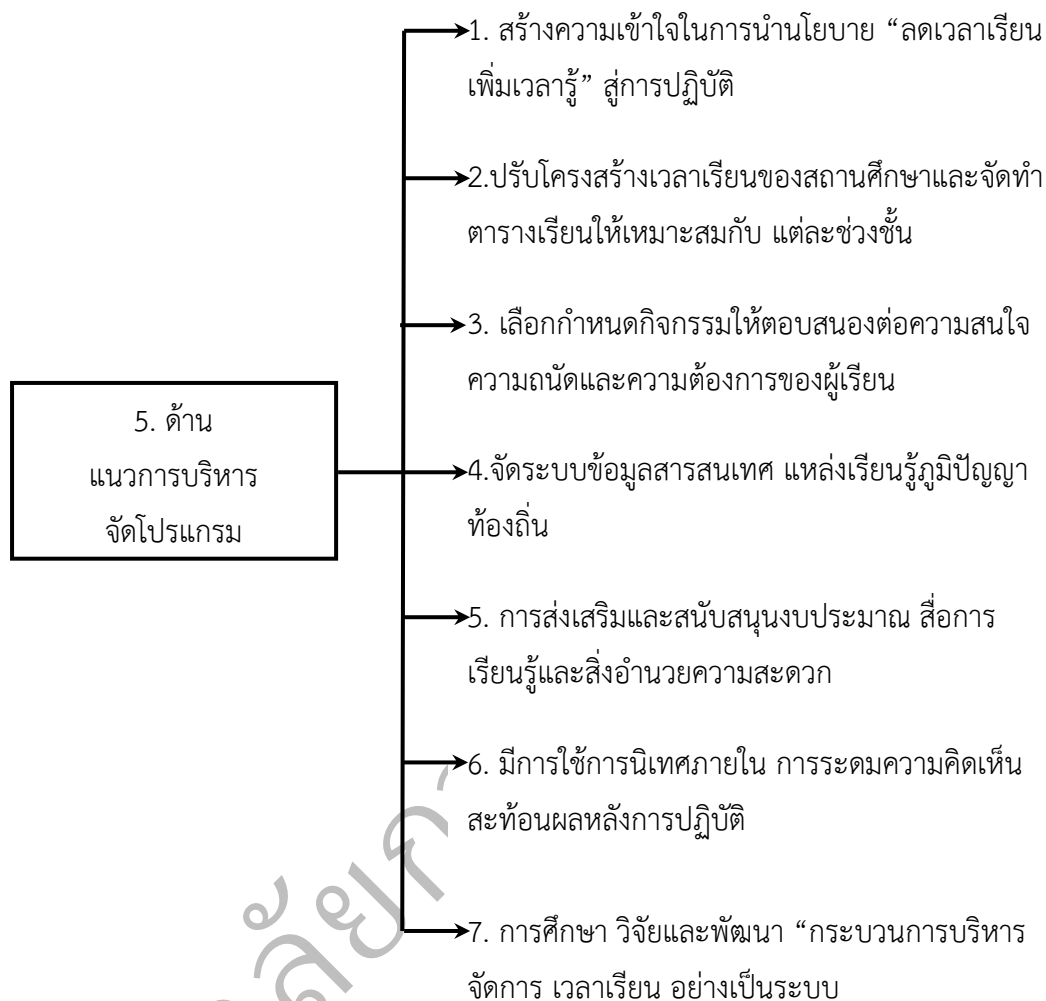 1. สร้างความเข้าใจในการนำนโยบาย “ลดเวลาเรียน
เพิ่มเวลารู้” สู่การปฏิบัติ
2.ปรับโครงสร้างเวลาเรียนของสถานศึกษาและจัดทำ
ตารางเรียนให้เหมาะสมกับ แต่ละช่วงชั้น
3. เลือกกำหนดกิจกรรมให้ตอบสนองต่อความสนใจ
ความถนัดและความต้องการของผู้เรียน
5. ด้าน
แนวการบริหาร
จัดโปรแกรม
4.จัดระบบข้อมูลสารสนเทศ แหล่งเรียนรู้ภูมิปัญญา
ท้องถิ่น
5. การส่งเสริมและสนับสนุนงบประมาณ สื่อการ
เรียนรู้และสิ่งอำนวยความสะดวก
6. มีการใช้การนิเทศภายใน การระดมความคิดเห็น
สะท้อนผลหลังการปฏิบัติ
7. การศึกษา วิจัยและพัฒนา “กระบวนการบริหาร
จัดการ เวลาเรียน อย่างเป็นระบบ